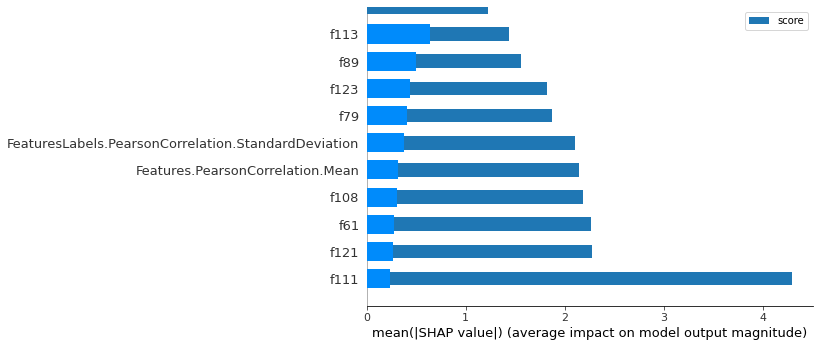 score
f113
f89
f123
f79
FeaturesLabels.PearsonCorrelation.StandardDeviation
Features.PearsonCorrelation.Mean
f108
f61
f121
f111
0 1 2 3 4
mean(|SHAP value|) (average impact on model output magnitude)